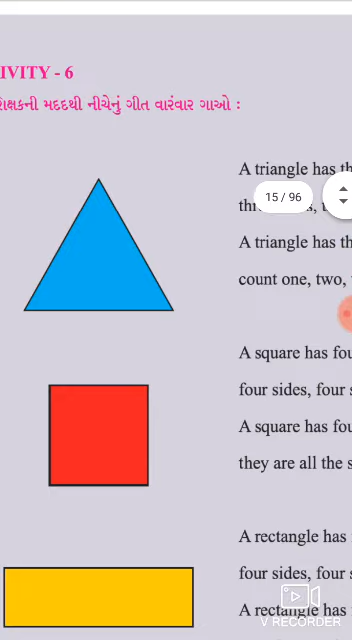 IVITY - 6
શિક્ષકની મદદથી નીચેનું ગીત વારંવાર ગાઓ :
A triangle has th
15 / 96
A triangle has th
count one, two,
A square has fou
four sides, four s
A square has fou
they are all the s
A rectangle has
four sides, four s
A rectangle has
V RECORDER